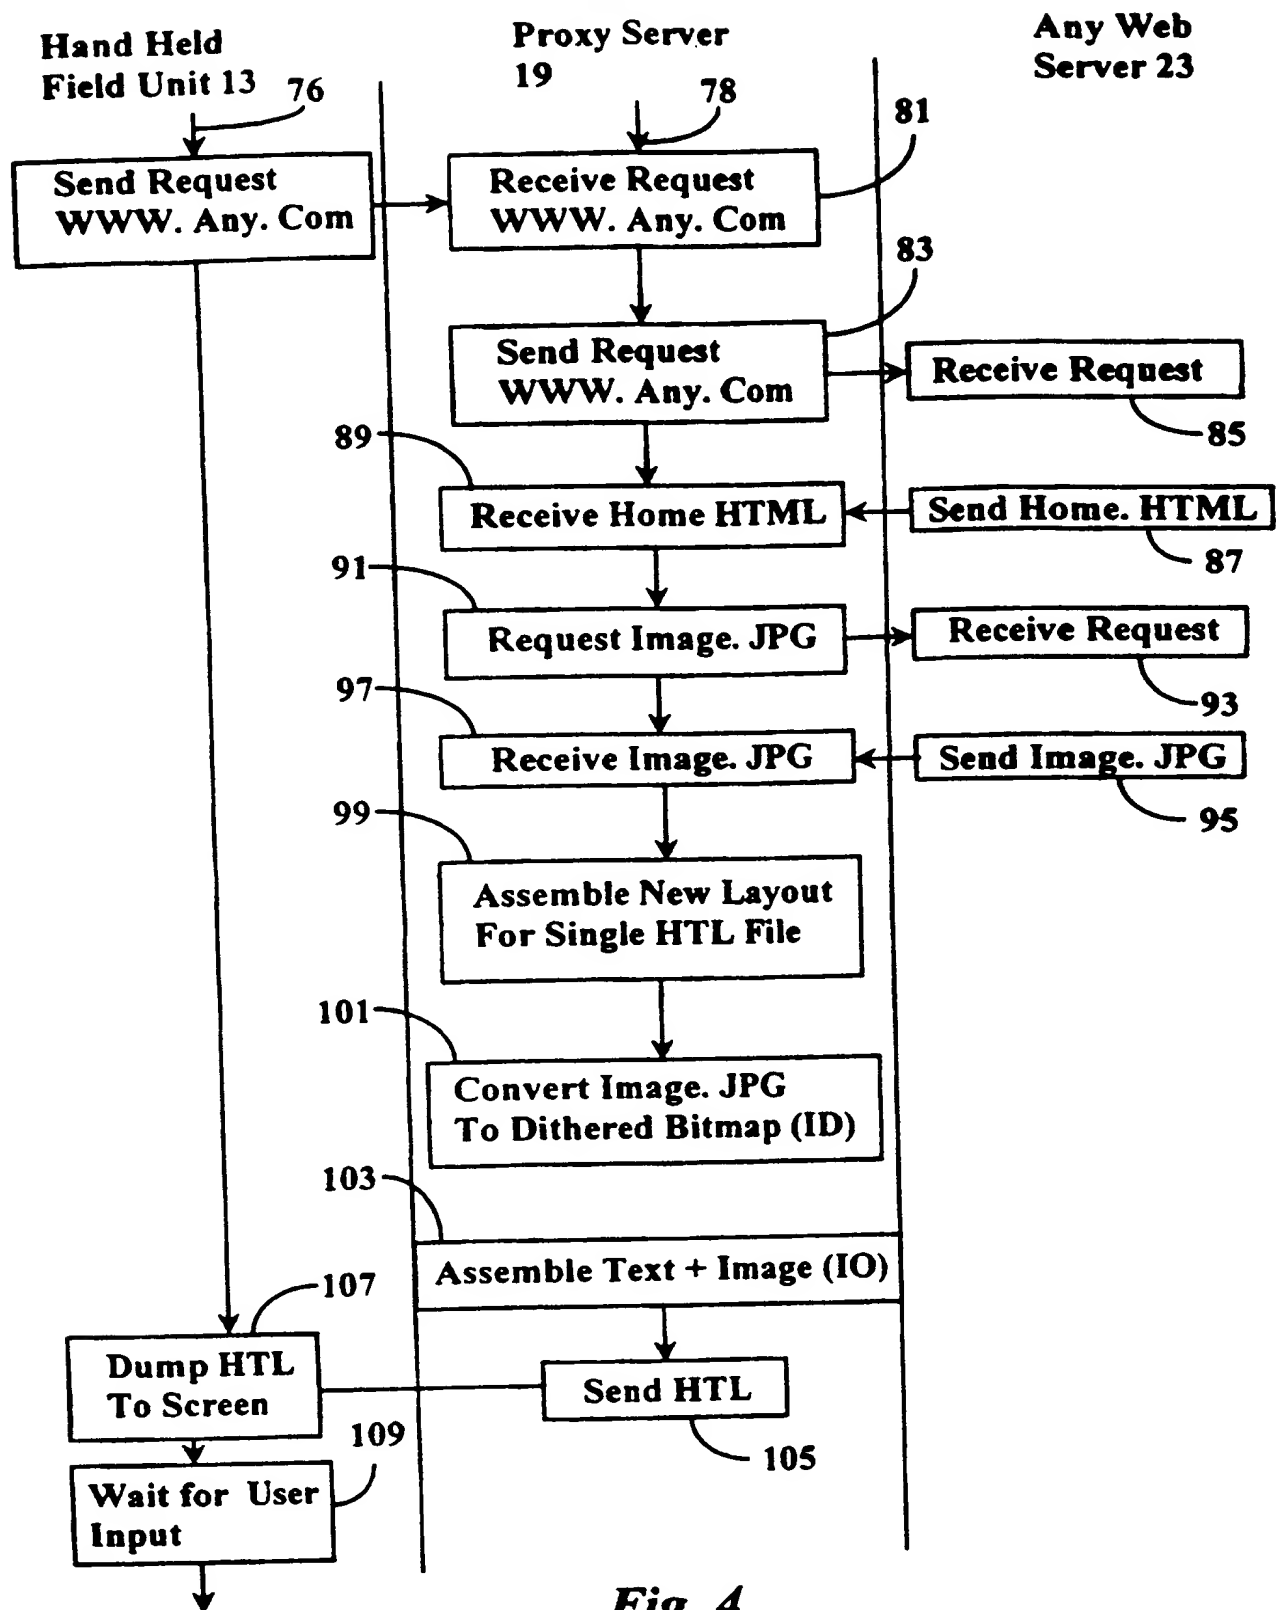 Hand Held
Field Unit 13
76
Proxy Server
19
78
Any Web
Server 23
81
Send Request
WWW. Any. Com
Receive Request
WWW. Any. Com
83
Send Request
WWW. Any. Com
Receive Request
85
89
Receive Home HTML
Send Home. HTML
87
91
Request Image. JPG
Receive Request
93
97
Receive Image. JPG
Send Image. JPG
95
99
Assemble New Layout
For Single HTL File
101
Convert Image. JPG
To Dithered Bitmap (ID)
103
Assemble Text + Image (IO)
107
Dump HTL
To Screen
Send HTL
105
109
Wait for User
Input
Fig. 4